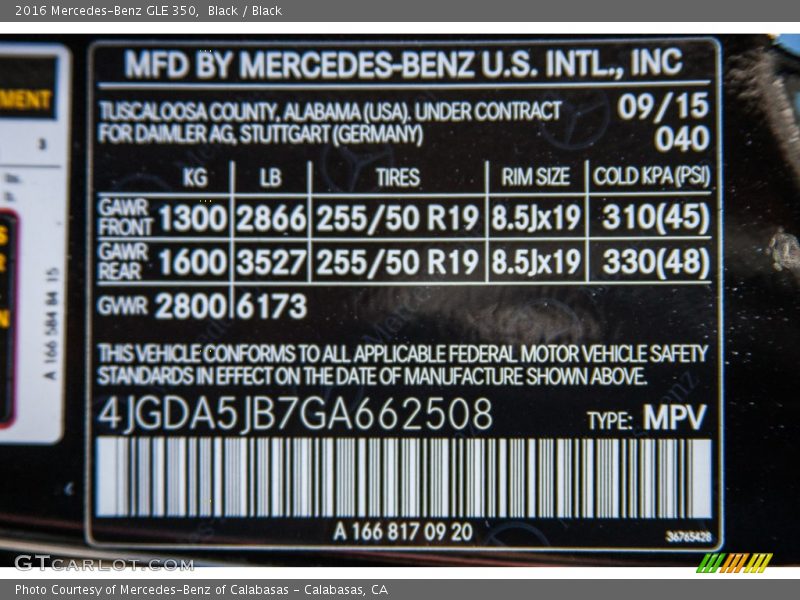 2016 Mercedes-Benz GLE 350, Black / Black
MENT
3
A 166 584 84 15
MFD BY MERCEDES-BENZ U.S. INTL., INC
TUSCALOOSA COUNTY, ALABAMA (USA). UNDER CONTRACT 09/15
FOR DAIMLER AG, STUTTGART (GERMANY) 040
KG LB TIRES RIM SIZE COLD KPA (PSI)
GAWR FRONT 1300 2866 255/50 R19 8.5Jx19 310(45)
GAWR REAR 1600 3527 255/50 R19 8.5Jx19 330(48)
GVWR 2800 6173
THIS VEHICLE CONFORMS TO ALL APPLICABLE FEDERAL MOTOR VEHICLE SAFETY
STANDARDS IN EFFECT ON THE DATE OF MANUFACTURE SHOWN ABOVE.
4JGDA5JB7GA662508 TYPE: MPV
A 166 817 09 20
36765428
GTCARLOT.COM
Photo Courtesy of Mercedes-Benz of Calabasas - Calabasas, CA